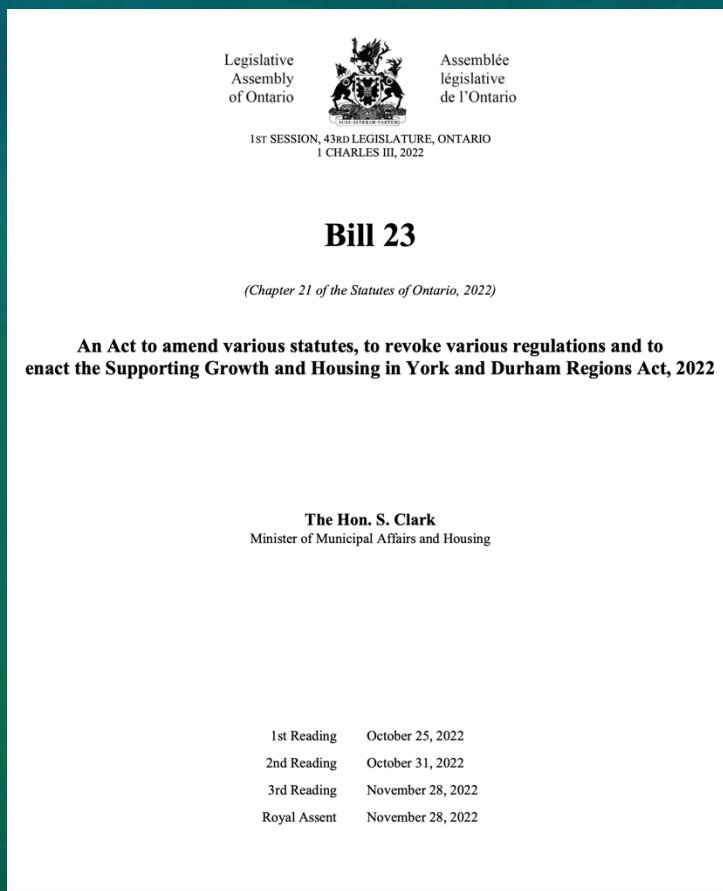 Legislative
Assembly
of Ontario
Assemblée
législative
de l'Ontario
1ST SESSION, 43RD LEGISLATURE, ONTARIO
1 CHARLES III, 2022
Bill 23
(Chapter 21 of the Statutes of Ontario, 2022)
An Act to amend various statutes, to revoke various regulations and to
enact the Supporting Growth and Housing in York and Durham Regions Act, 2022
The Hon. S. Clark
Minister of Municipal Affairs and Housing
1st Reading October 25, 2022
2nd Reading October 31, 2022
3rd Reading November 28, 2022
Royal Assent November 28, 2022